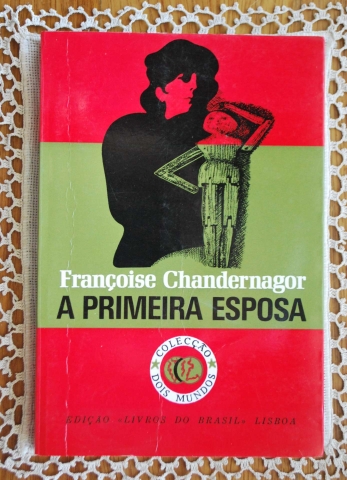 Françoise Chandernagor
A PRIMEIRA ESPOSA
COLECÇÃO
DOIS MUNDOS
EDIÇÃO «LIVROS DO BRASIL» LISBOA